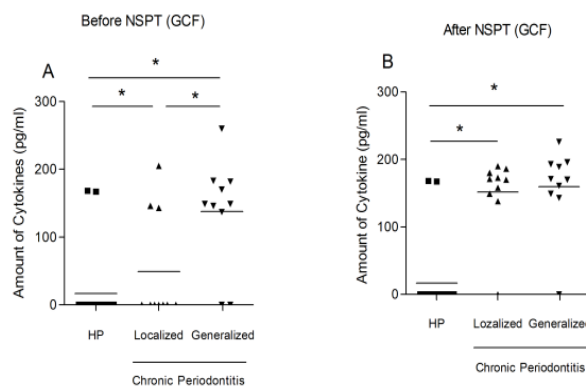 Before NSPT (GCF)
A
*
*
*
300
200
100
0
Amount of Cytokines (pg/ml)
HP
Localized
Generalized
Chronic Periodontitis
After NSPT (GCF)
B
*
*
300
200
100
0
Amount of Cytokine (pg/ml)
HP
Lozalized
Generalized
Chronic Periodontitis